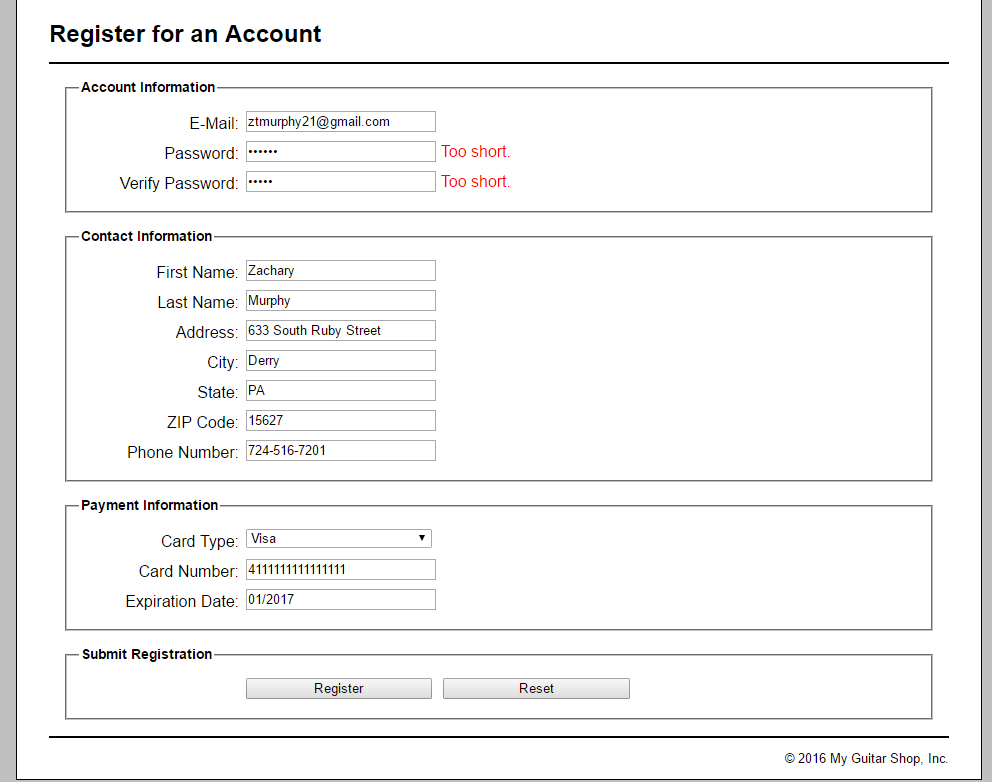 Register for an Account
Account Information
E-Mail: ztmurphy21@gmail.com
Password: •••••• Too short.
Verify Password: ••••• Too short.
Contact Information
First Name: Zachary
Last Name: Murphy
Address: 633 South Ruby Street
City: Derry
State: PA
ZIP Code: 15627
Phone Number: 724-516-7201
Payment Information
Card Type: Visa
Card Number: 4111111111111111
Expiration Date: 01/2017
Submit Registration
Register Reset
© 2016 My Guitar Shop, Inc.